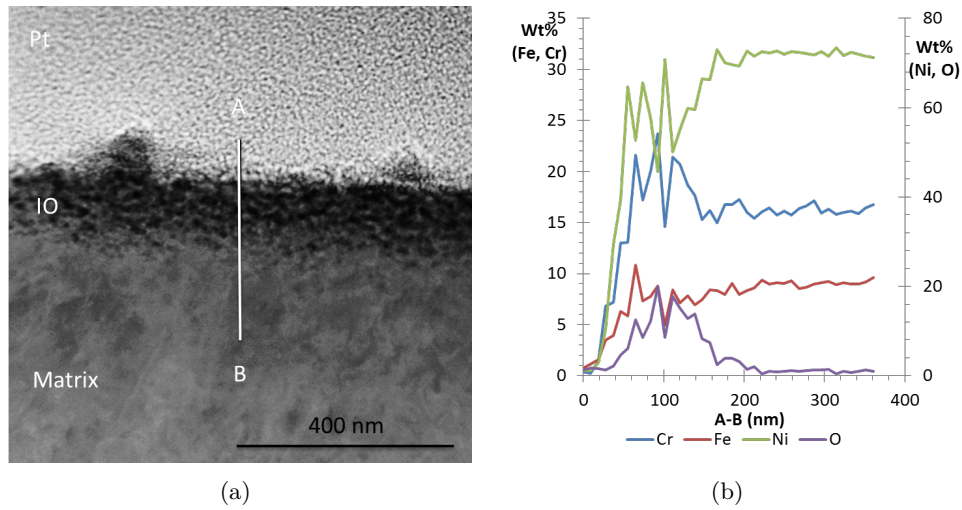 Pt
A
IO
B
Matrix
400 nm
(a)
Wt%
(Fe, Cr)
Wt%
(Ni, O)
35
30
25
20
15
10
5
0
80
60
40
20
0
0 100 200 300 400
A-B (nm)
Cr Fe Ni O
(b)